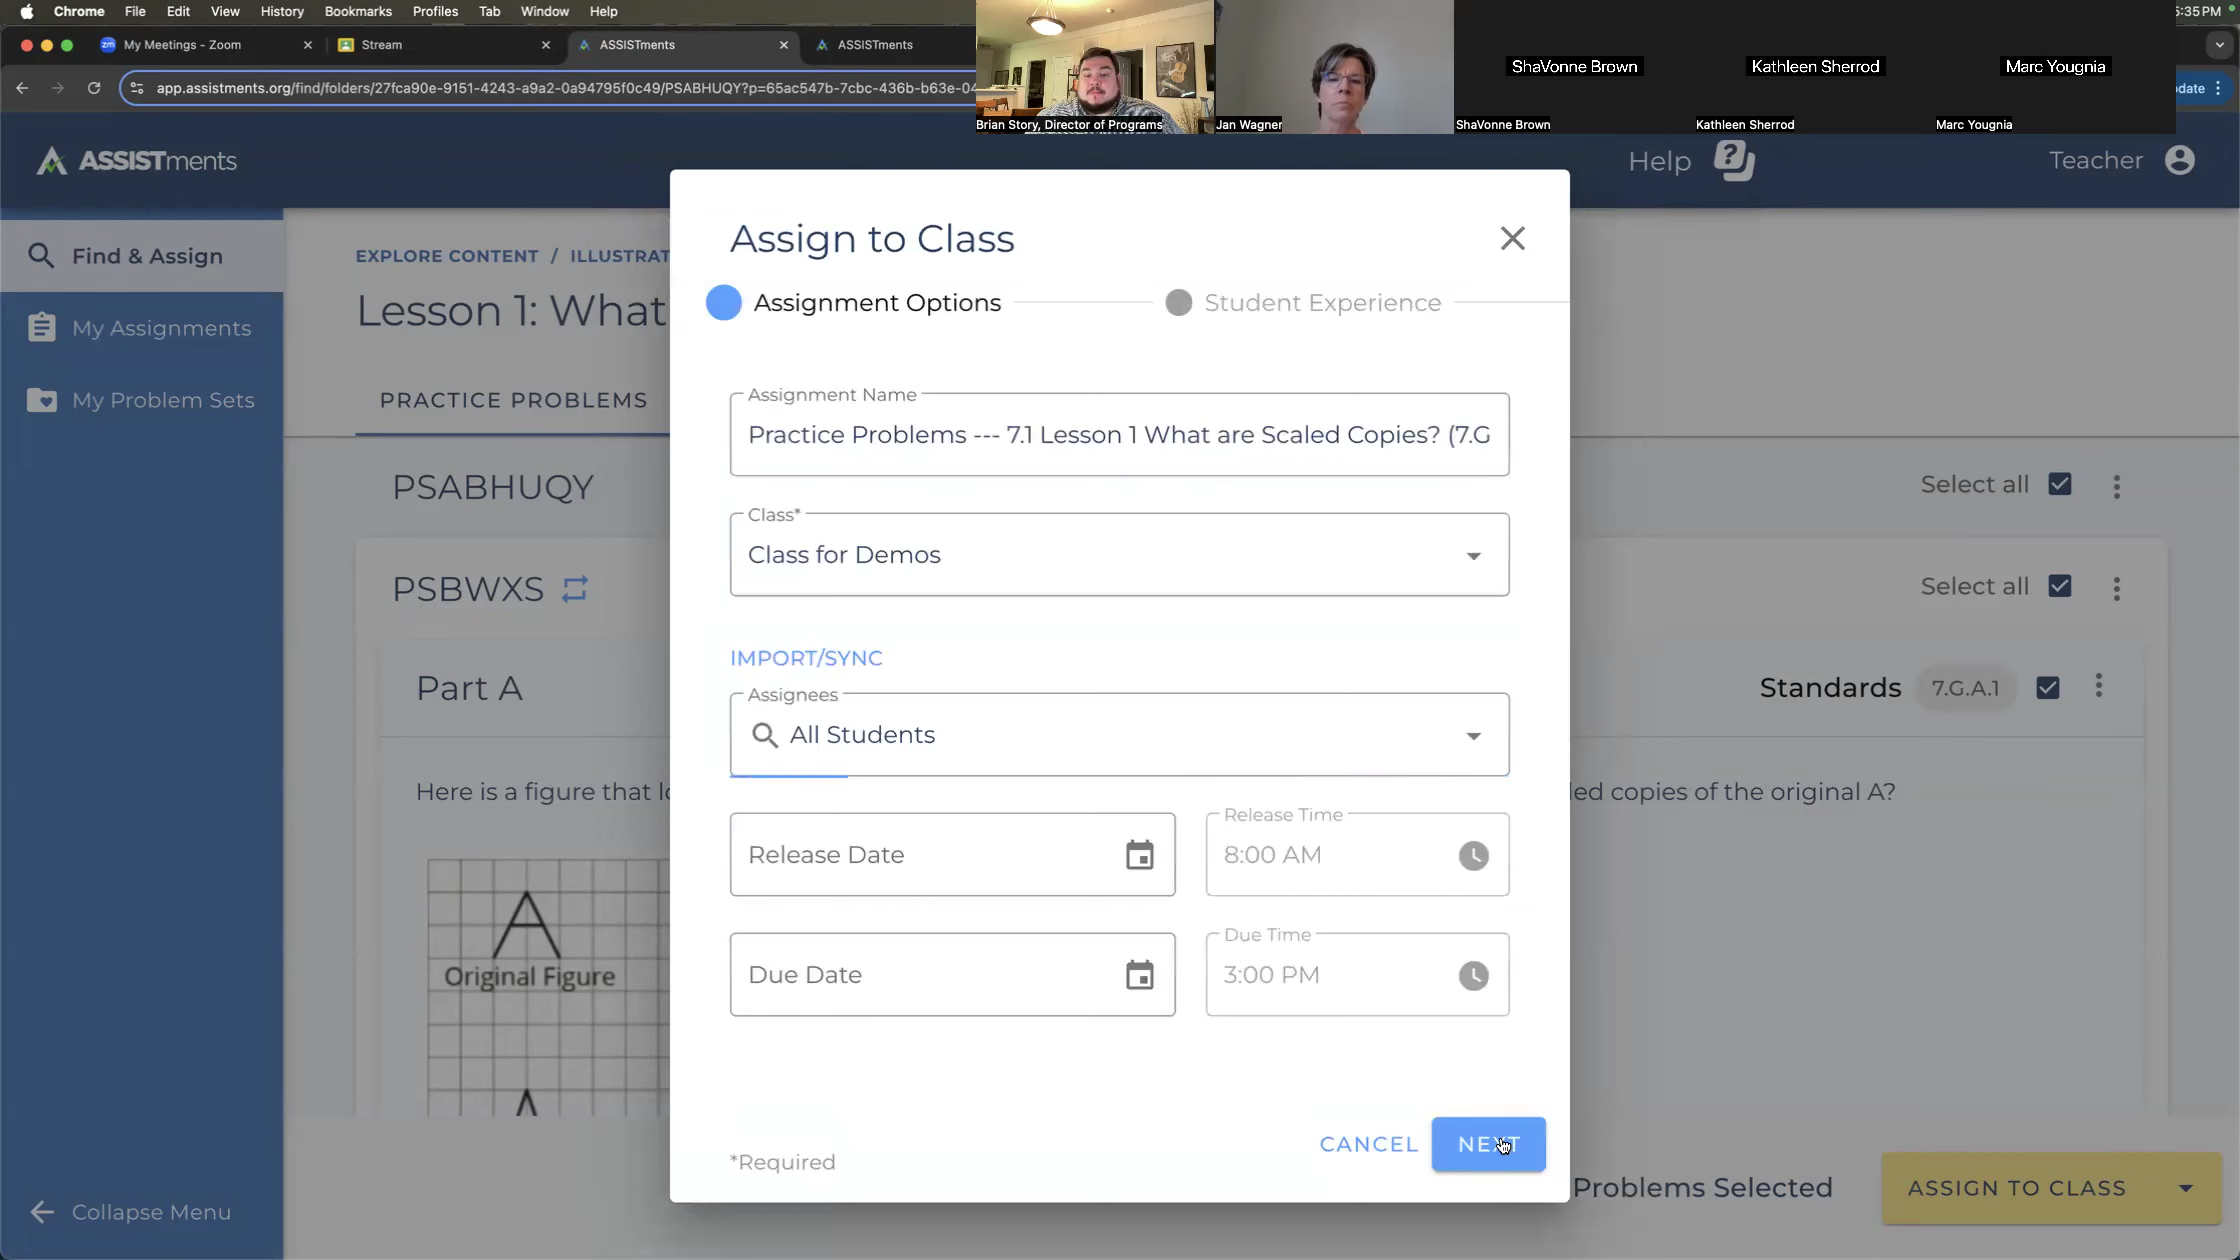 Chrome File Edit View History Bookmarks Profiles Tab Window Help
5:35 PM
zm My Meetings - Zoom
Stream
ASSISTments
ASSISTments
app.assistments.org/find/folders/27fca90e-9151-4243-a9a2-0a94795f0c49/PSABHUQY?p=65ac547b-7cbc-436b-b63e-04
date
Brian Story, Director of Programs
Jan Wagner
ShaVonne Brown
ShaVonne Brown
Kathleen Sherrod
Kathleen Sherrod
Marc Yougnia
Marc Yougnia
ASSISTments
Help
Teacher
Find & Assign
My Assignments
My Problem Sets
Collapse Menu
EXPLORE CONTENT / ILLUSTRAT
Lesson 1: What
PRACTICE PROBLEMS
PSABHUQY
Select all
PSBWXS
Select all
Part A
Standards 7.G.A.1
Here is a figure that lo
led copies of the original A?
A
Original Figure
A
Assign to Class
Assignment Options
Student Experience
Assignment Name
Practice Problems --- 7.1 Lesson 1 What are Scaled Copies? (7.G
Class*
Class for Demos
IMPORT/SYNC
Assignees
All Students
Release Date
Release Time
8:00 AM
Due Date
Due Time
3:00 PM
*Required
CANCEL
NEXT
Problems Selected
ASSIGN TO CLASS